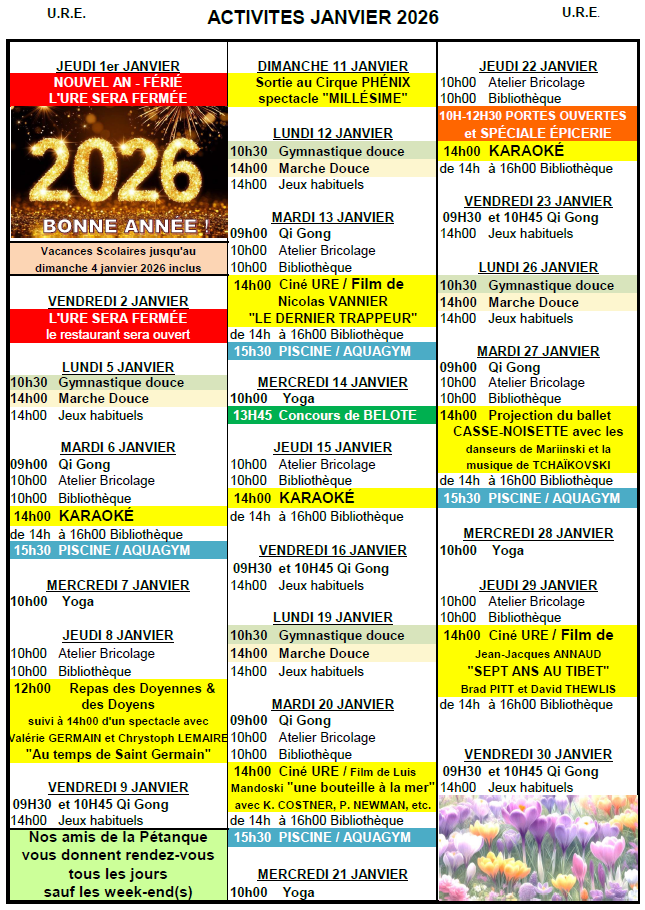 U.R.E.
ACTIVITES JANVIER 2026
U.R.E.
JEUDI 1er JANVIER
NOUVEL AN - FÉRIÉ
L'URE SERA FERMÉE
2026
BONNE ANNÉE !
Vacances Scolaires jusqu'au
dimanche 4 janvier 2026 inclus
VENDREDI 2 JANVIER
L'URE SERA FERMÉE
le restaurant sera ouvert
LUNDI 5 JANVIER
10h30 Gymnastique douce
14h00 Marche Douce
14h00 Jeux habituels
MARDI 6 JANVIER
09h00 Qi Gong
10h00 Atelier Bricolage
10h00 Bibliothèque
14h00 KARAOKÉ
de 14h à 16h00 Bibliothèque
15h30 PISCINE / AQUAGYM
MERCREDI 7 JANVIER
10h00 Yoga
JEUDI 8 JANVIER
10h00 Atelier Bricolage
10h00 Bibliothèque
12h00 Repas des Doyennes &
des Doyens
suivi à 14h00 d'un spectacle avec
Valérie GERMAIN et Chrystoph LEMAIRE
"Au temps de Saint Germain"
VENDREDI 9 JANVIER
09H30 et 10H45 Qi Gong
14h00 Jeux habituels
Nos amis de la Pétanque
vous donnent rendez-vous
tous les jours
sauf les week-end(s)
DIMANCHE 11 JANVIER
Sortie au Cirque PHÉNIX
spectacle "MILLÉSIME"
LUNDI 12 JANVIER
10h30 Gymnastique douce
14h00 Marche Douce
14h00 Jeux habituels
MARDI 13 JANVIER
09h00 Qi Gong
10h00 Atelier Bricolage
10h00 Bibliothèque
14h00 Ciné URE / Film de
Nicolas VANNIER
"LE DERNIER TRAPPEUR"
de 14h à 16h00 Bibliothèque
15h30 PISCINE / AQUAGYM
MERCREDI 14 JANVIER
10h00 Yoga
13H45 Concours de BELOTE
JEUDI 15 JANVIER
10h00 Atelier Bricolage
10h00 Bibliothèque
14h00 KARAOKÉ
de 14h à 16h00 Bibliothèque
VENDREDI 16 JANVIER
09H30 et 10H45 Qi Gong
14h00 Jeux habituels
LUNDI 19 JANVIER
10h30 Gymnastique douce
14h00 Marche Douce
14h00 Jeux habituels
MARDI 20 JANVIER
09h00 Qi Gong
10h00 Atelier Bricolage
10h00 Bibliothèque
14h00 Ciné URE / Film de Luis
Mandoski "une bouteille à la mer"
avec K. COSTNER, P. NEWMAN, etc.
de 14h à 16h00 Bibliothèque
15h30 PISCINE / AQUAGYM
MERCREDI 21 JANVIER
10h00 Yoga
JEUDI 22 JANVIER
10h00 Atelier Bricolage
10h00 Bibliothèque
10H-12H30 PORTES OUVERTES
et SPÉCIALE ÉPICERIE
14h00 KARAOKÉ
de 14h à 16h00 Bibliothèque
VENDREDI 23 JANVIER
09H30 et 10H45 Qi Gong
14h00 Jeux habituels
LUNDI 26 JANVIER
10h30 Gymnastique douce
14h00 Marche Douce
14h00 Jeux habituels
MARDI 27 JANVIER
09h00 Qi Gong
10h00 Atelier Bricolage
10h00 Bibliothèque
14h00 Projection du ballet
CASSE-NOISETTE avec les
danseurs de Mariinski et la
musique de TCHAÏKOVSKI
de 14h à 16h00 Bibliothèque
15h30 PISCINE / AQUAGYM
MERCREDI 28 JANVIER
10h00 Yoga
JEUDI 29 JANVIER
10h00 Atelier Bricolage
10h00 Bibliothèque
14h00 Ciné URE / Film de
Jean-Jacques ANNAUD
"SEPT ANS AU TIBET"
Brad PITT et David THEWLIS
de 14h à 16h00 Bibliothèque
VENDREDI 30 JANVIER
09H30 et 10H45 Qi Gong
14h00 Jeux habituels